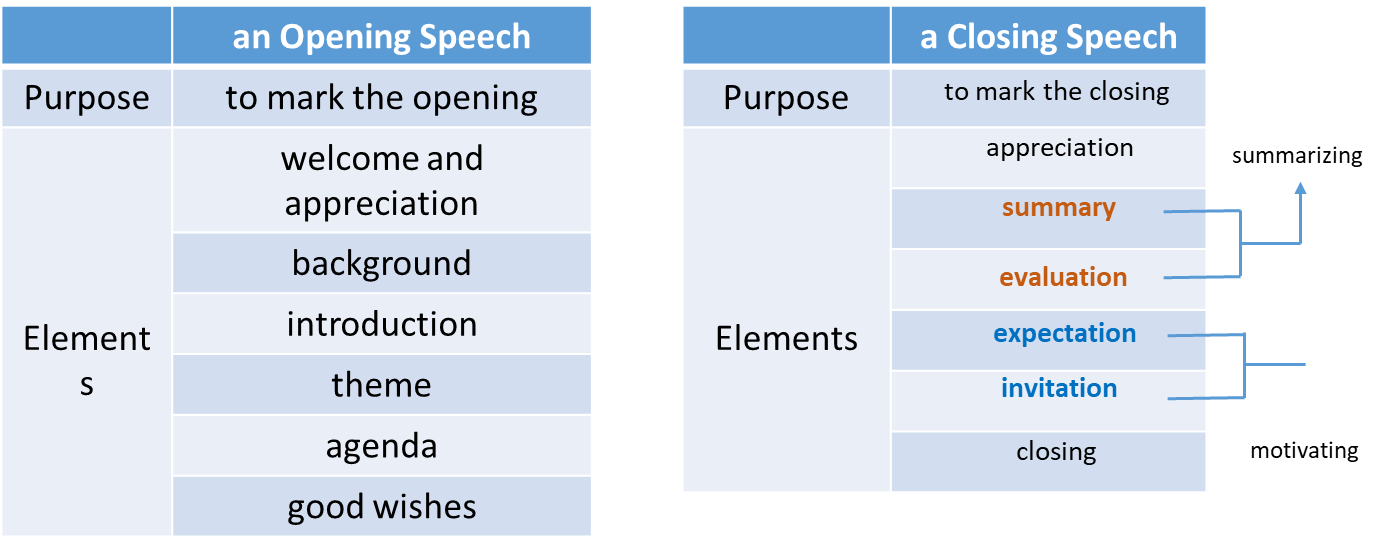 an Opening Speech
Purpose
to mark the opening
Element
s
welcome and
appreciation
background
introduction
theme
agenda
good wishes
a Closing Speech
Purpose
to mark the closing
Elements
appreciation
summary
evaluation
expectation
invitation
closing
summarizing
motivating